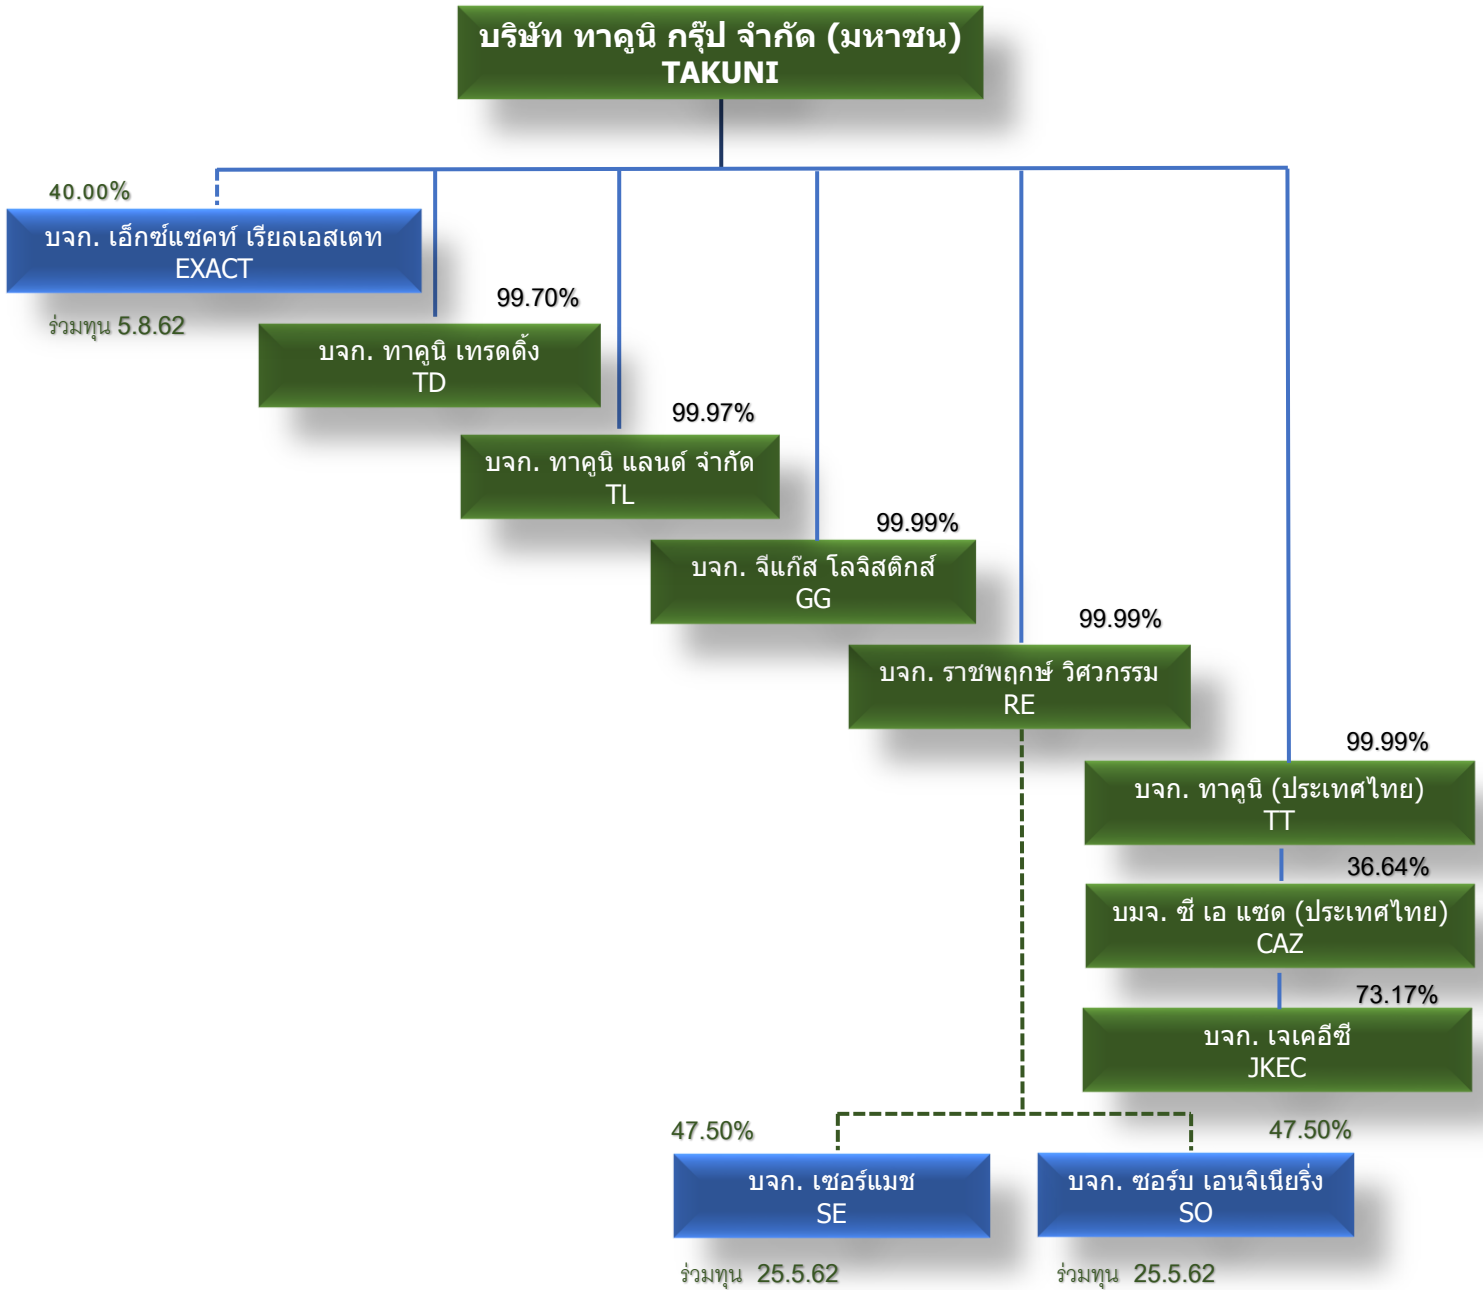 บริษัท ทาคูนิ กรุ๊ป จำกัด (มหาชน)
TAKUNI
40.00%
บจก. เอ็กซ์แซคท์ เรียลเอสเตท
EXACT
ร่วมทุน 5.8.62
99.70%
บจก. ทาคูนิ เทรดดิ้ง
TD
99.97%
บจก. ทาคูนิ แลนด์ จำกัด
TL
99.99%
บจก. จีแก๊ส โลจิสติกส์
GG
99.99%
บจก. ราชพฤกษ์ วิศวกรรม
RE
99.99%
บจก. ทาคูนิ (ประเทศไทย)
TT
36.64%
บมจ. ซี เอ แซด (ประเทศไทย)
CAZ
73.17%
บจก. เจเคอีซี
JKEC
47.50%
บจก. เซอร์แมช
SE
ร่วมทุน 25.5.62
47.50%
บจก. ซอร์บ เอนจิเนียริ่ง
SO
ร่วมทุน 25.5.62